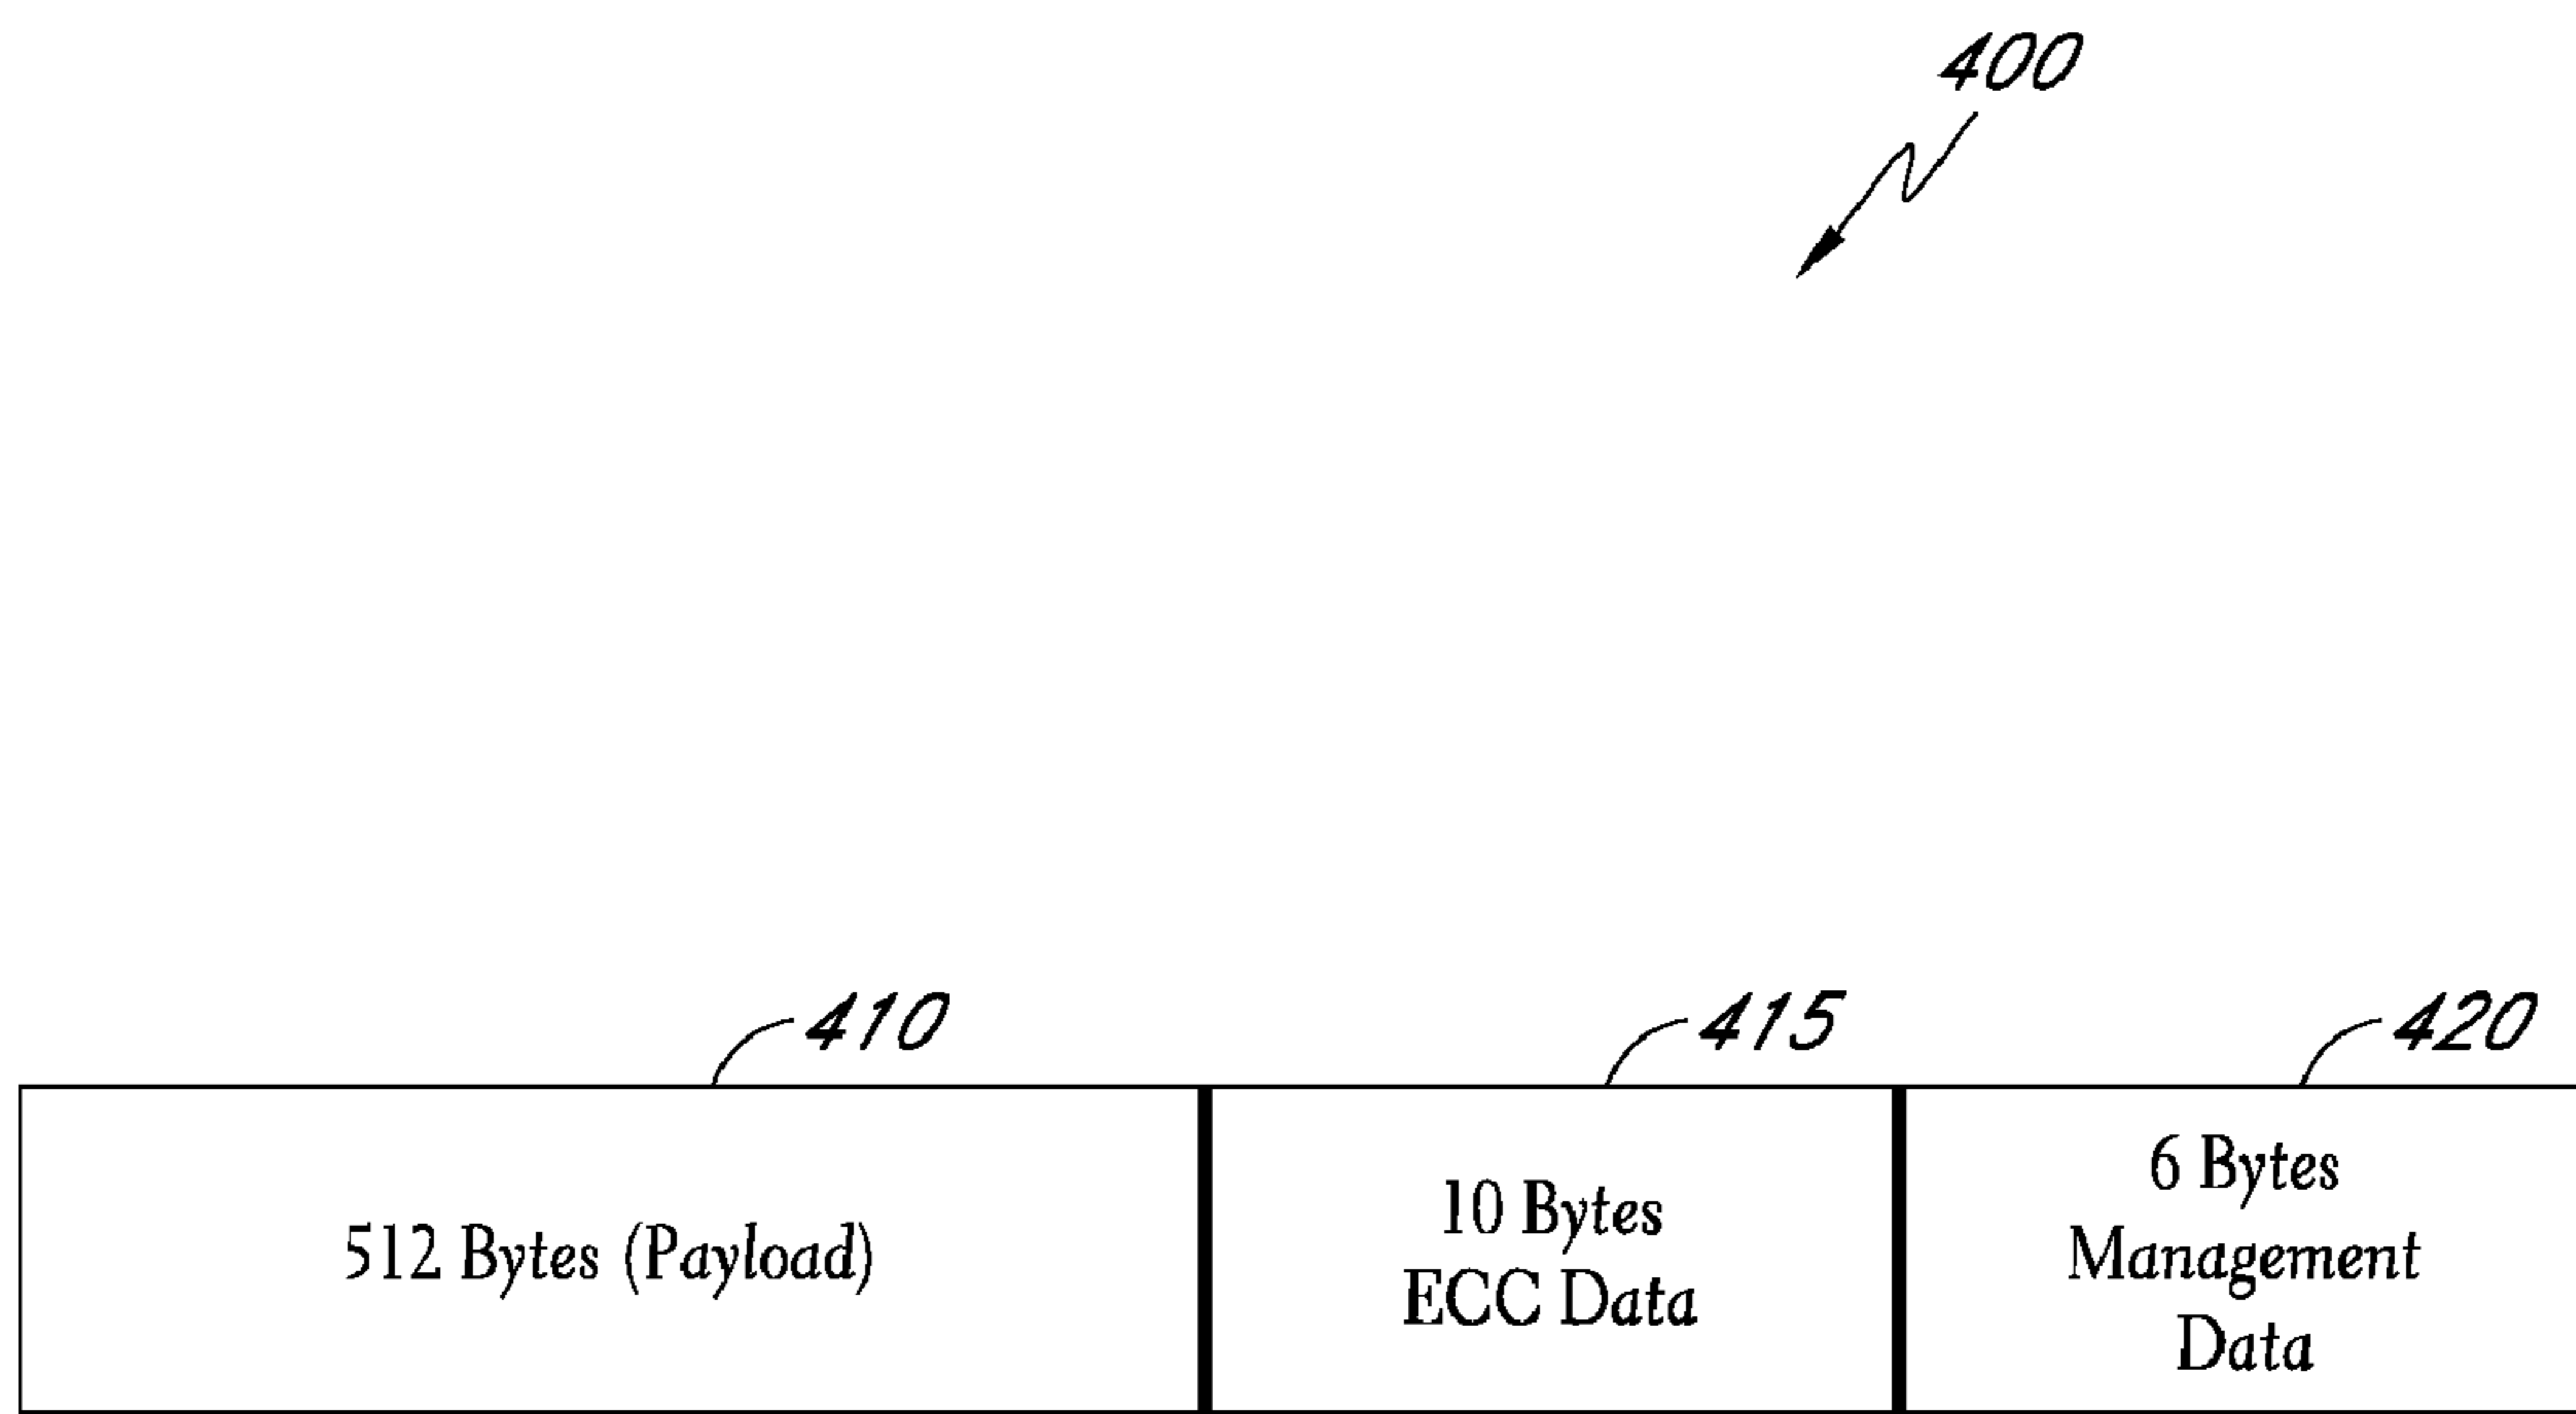 400
410
415
420
512 Bytes (Payload)
10 Bytes
ECC Data
6 Bytes
Management
Data